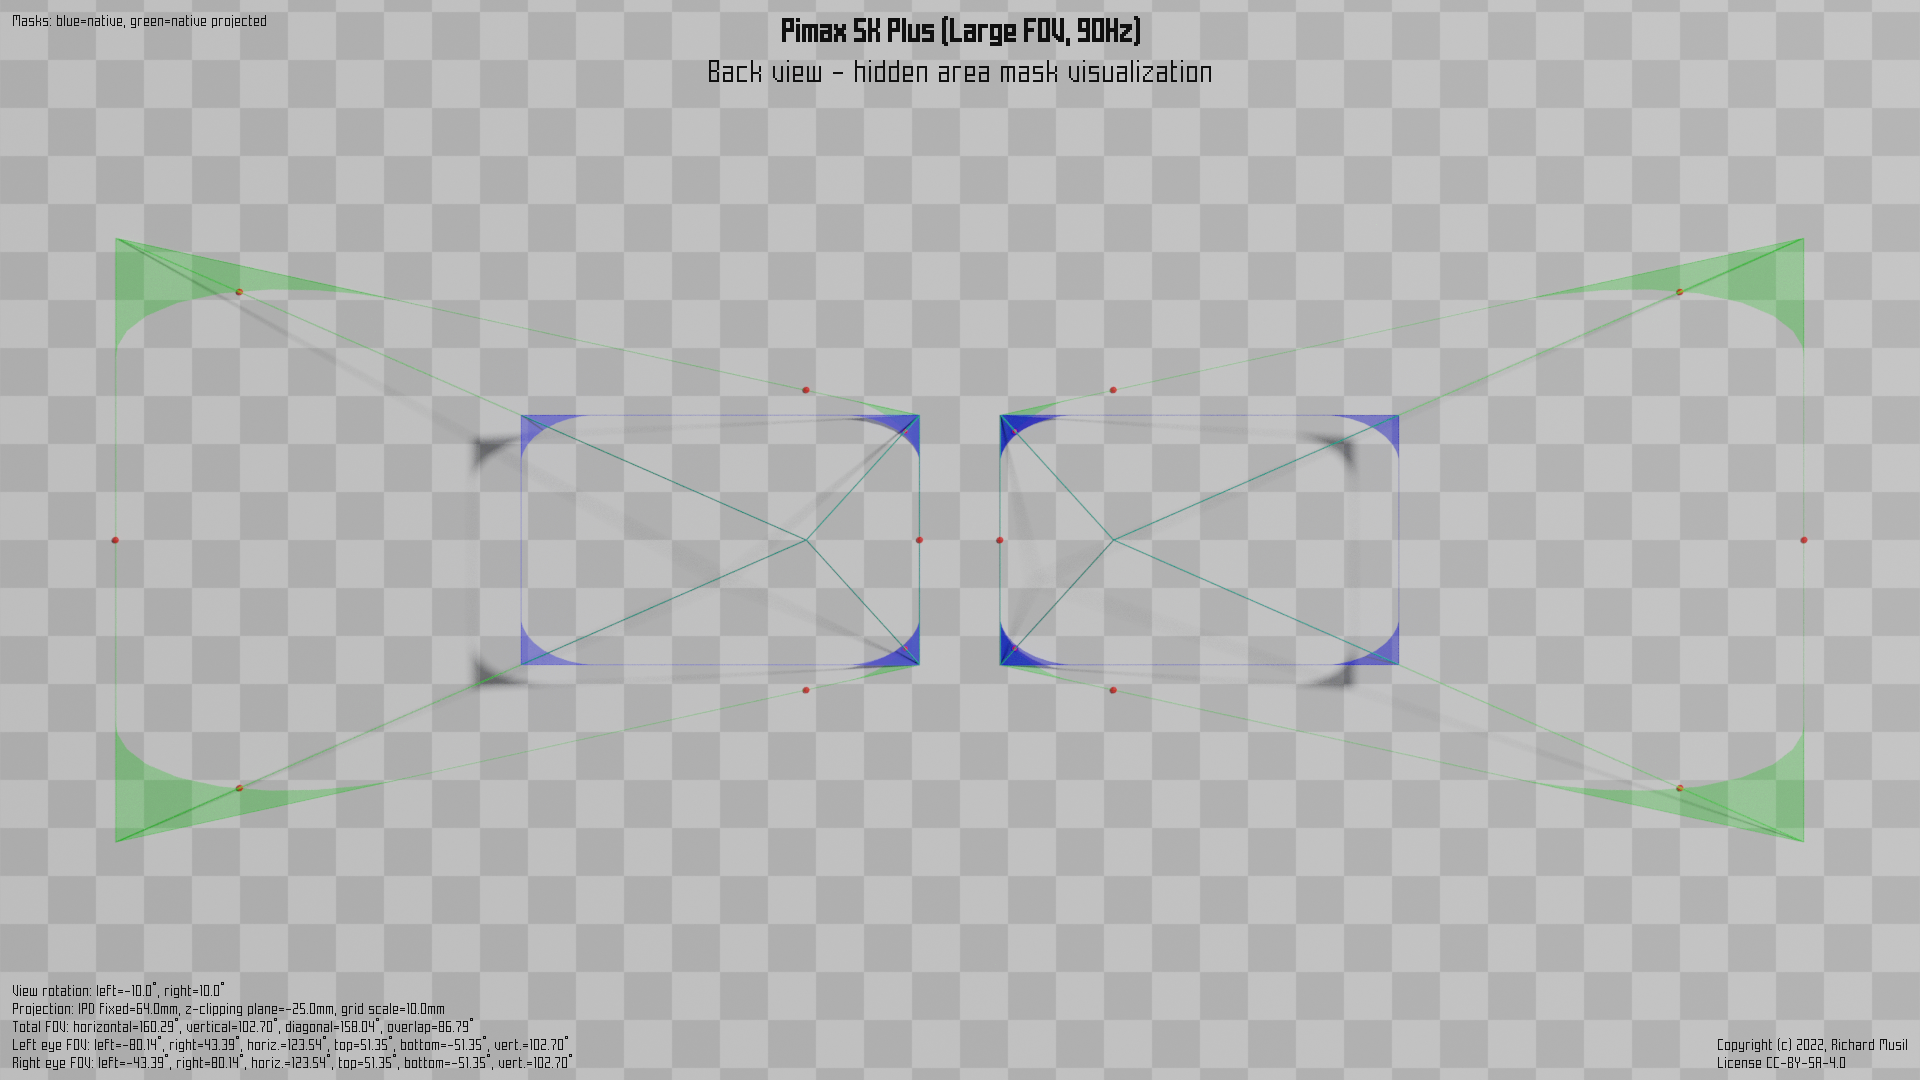 Masks: blue=native, green=native projected
Pimax 5K Plus (Large FOV, 90Hz)
Back view - hidden area mask visualization
View rotation: left=-10.0°, right=10.0°
Projection: IPD fixed=64.0mm, z-clipping plane=-25.0mm, grid scale=10.0mm
Total FOV: horizontal=160.29°, vertical=102.70°, diagonal=158.04°, overlap=86.79°
Left eye FOV: left=-80.14°, right=43.39°, horiz.=123.54°, top=51.35°, bottom=-51.35°, vert.=102.70°
Right eye FOV: left=-43.39°, right=80.14°, horiz.=123.54°, top=51.35°, bottom=-51.35°, vert.=102.70°
Copyright (c) 2022, Richard Musil
License CC-BY-SA-4.0